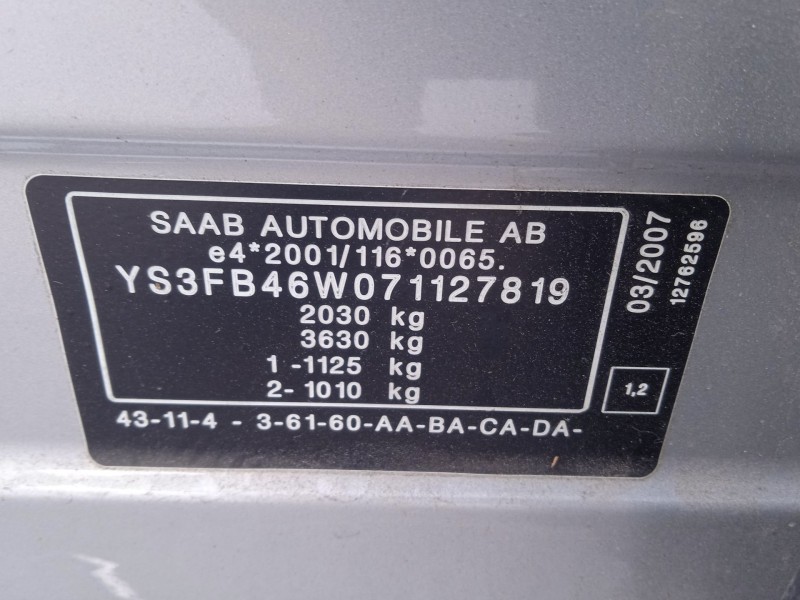 SAAB AUTOMOBILE AB
e4*2001/116*0065.
YS3FB46W071127819
2030 kg
3630 kg
1 -1125 kg
2- 1010 kg
43-11-4 - 3-61-60-AA-BA-CA-DA-
03/2007
12762596
1,2